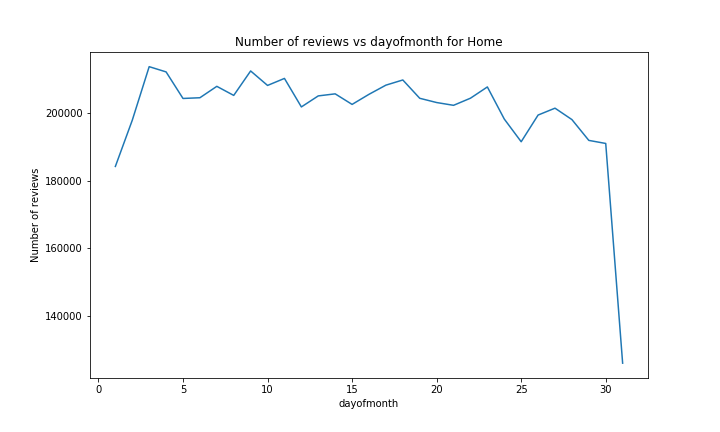 Number of reviews vs dayofmonth for Home
Number of reviews
200000
180000
160000
140000
0 5 10 15 20 25 30
dayofmonth